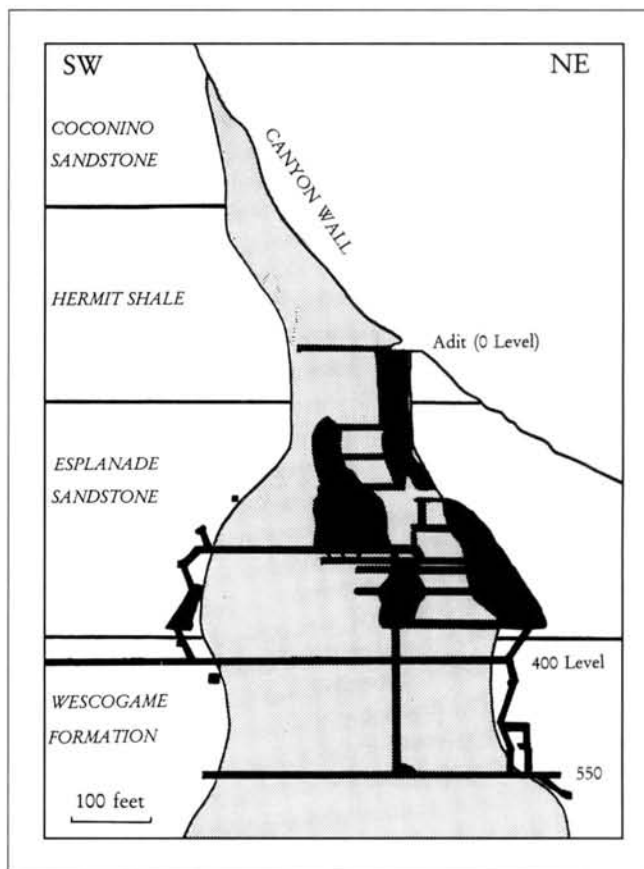 SW
NE
COCONINO
SANDSTONE
CANYON WALL
HERMIT SHALE
Adit (0 Level)
ESPLANADE
SANDSTONE
400 Level
WESCOGAME
FORMATION
550
100 feet